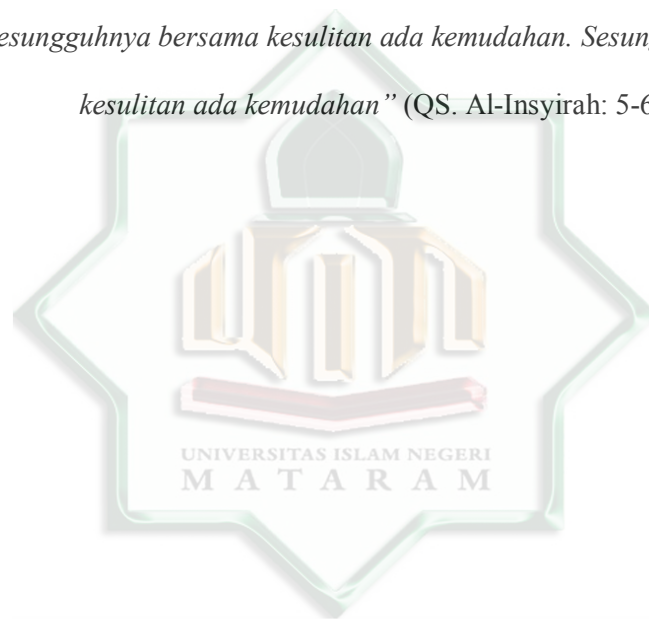 esungguhnya bersama kesulitan ada kemudahan. Sesung
kesulitan ada kemudahan” (QS. Al-Insyirah: 5-6
UNIVERSITAS ISLAM NEGERI
MATARAM